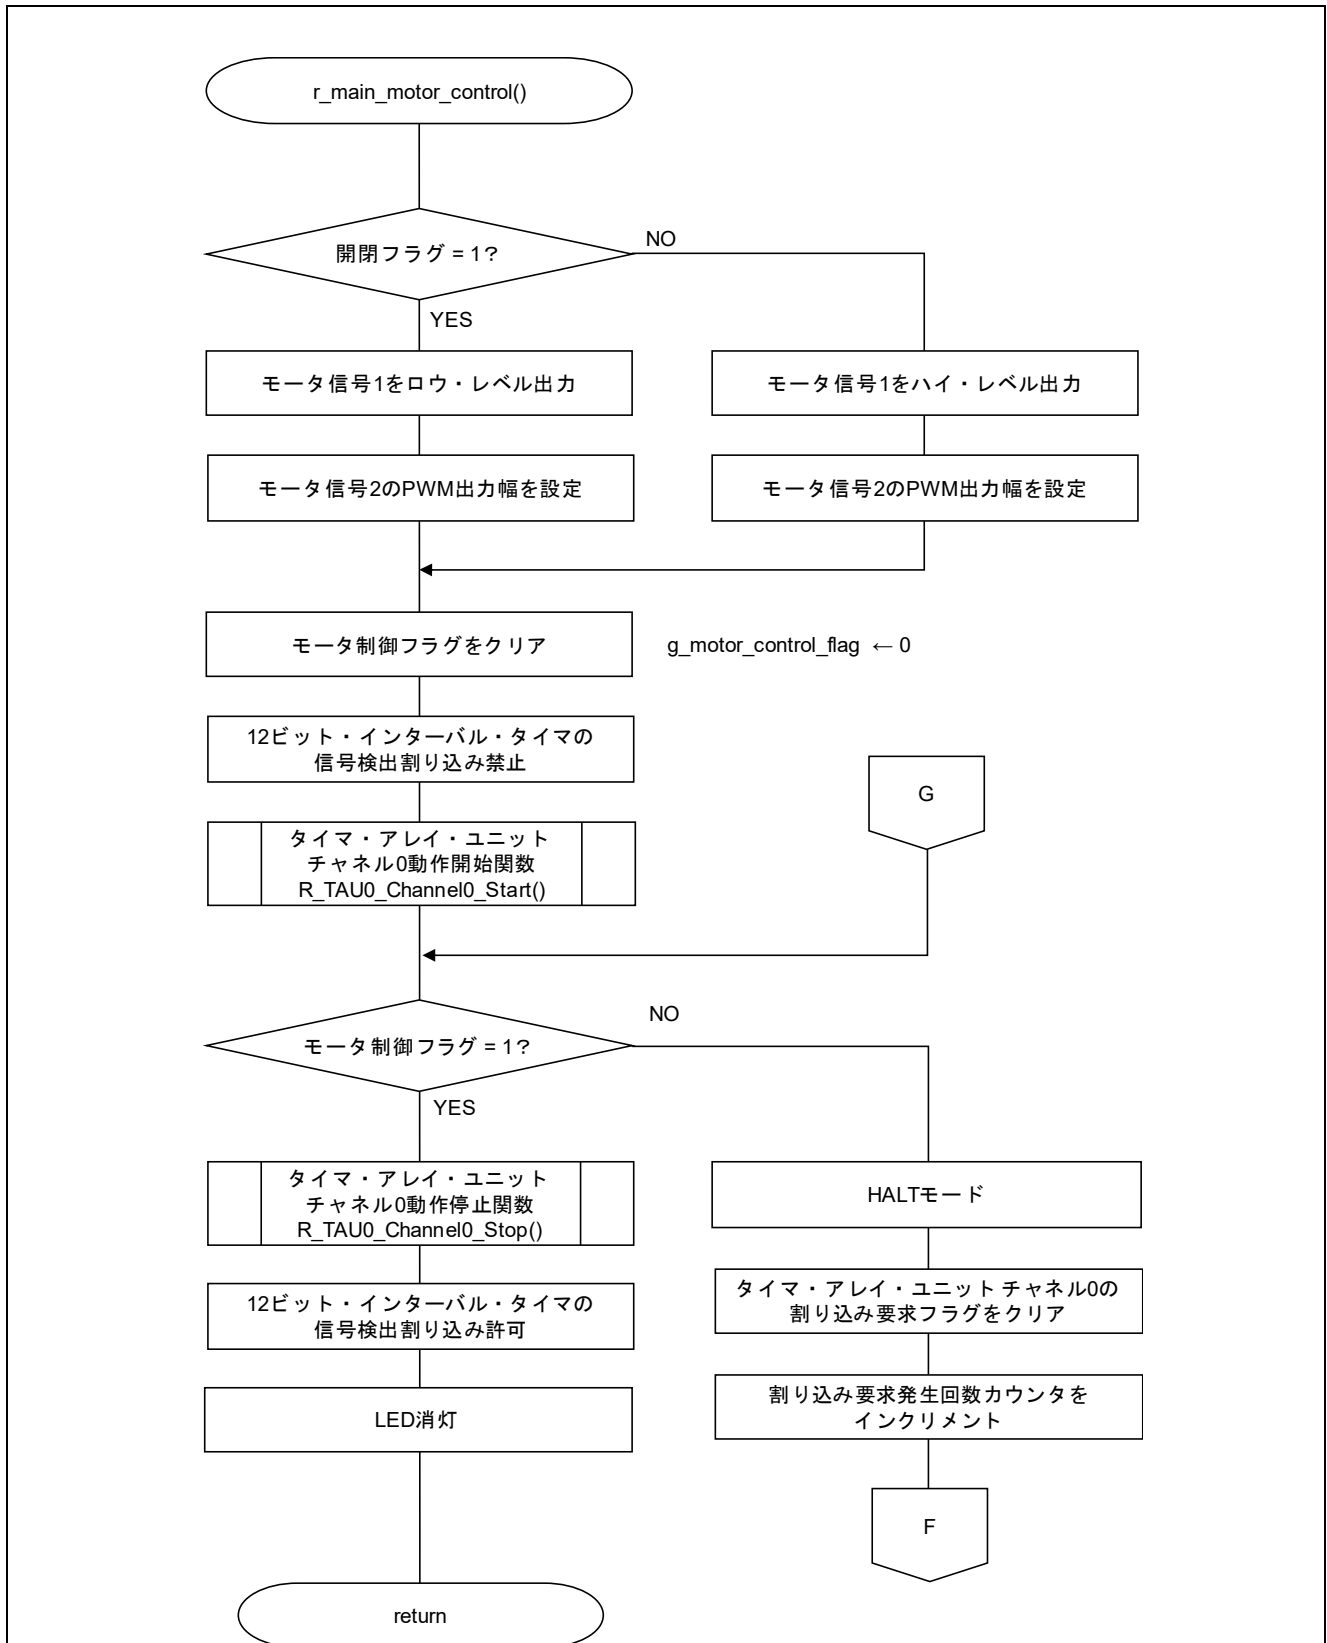 r_main_motor_control()
開閉フラグ = 1?
NO
YES
モータ信号1をロウ・レベル出力
モータ信号1をハイ・レベル出力
モータ信号2のPWM出力幅を設定
モータ信号2のPWM出力幅を設定
モータ制御フラグをクリア
g_motor_control_flag ← 0
12ビット・インターバル・タイマの
信号検出割り込み禁止
G
タイマ・アレイ・ユニット
チャネル0動作開始関数
R_TAU0_Channel0_Start()
モータ制御フラグ = 1?
NO
YES
タイマ・アレイ・ユニット
チャネル0動作停止関数
R_TAU0_Channel0_Stop()
HALTモード
12ビット・インターバル・タイマの
信号検出割り込み許可
タイマ・アレイ・ユニット チャネル0の
割り込み要求フラグをクリア
LED消灯
割り込み要求発生回数カウンタを
インクリメント
F
return